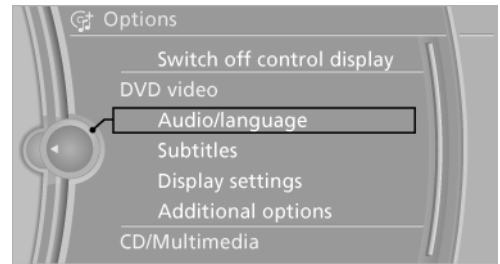 Options
Switch off control display
DVD video
Audio/language
Subtitles
Display settings
Additional options
CD/Multimedia